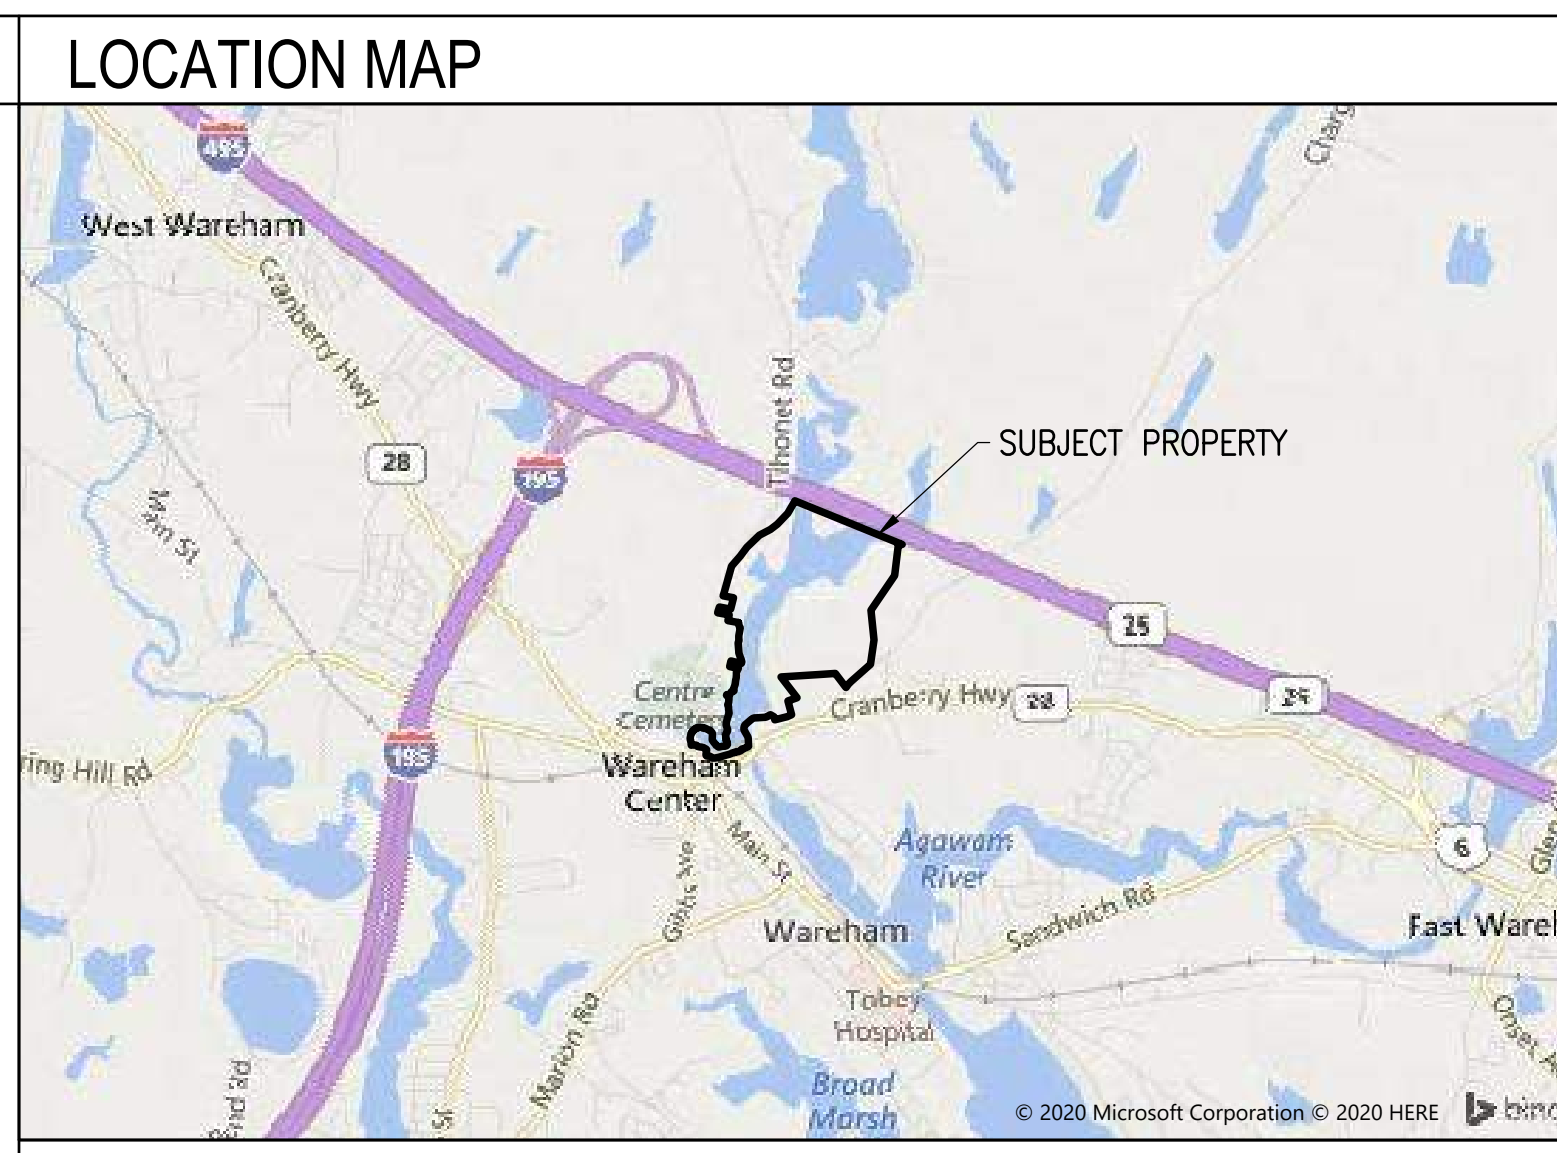 LOCATION MAP
495
West Wareham
Cranberry Hwy
Tihonet Rd
SUBJECT PROPERTY
28
195
Main St
25
25
Centre
Cemetery
Cranberry Hwy
28
195
Wareham
Center
Main St
Agawam
River
6
Gibbs Ave
Sandwich Rd
Wareham
Tobey
Hospital
Marion Rd
Broad
Marsh
© 2020 Microsoft Corporation © 2020 HERE